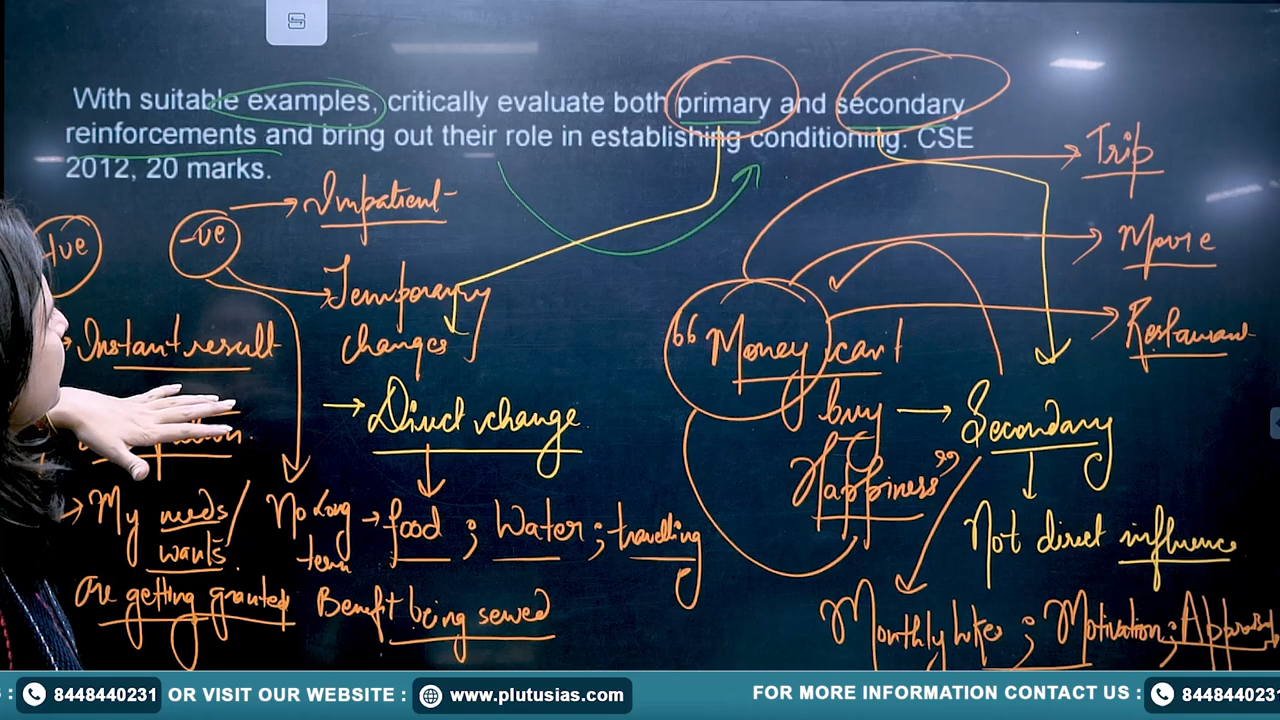 With suitable examples, critically evaluate both primary and secondary
reinforcements and bring out their role in establishing conditioning. CSE
2012, 20 marks.
+ve
-ve
Impatient
Temporary
changes
Instant result
My needs/
wants
are getting granted
No long
term
Benefit being served
Direct change
food ; Water ; travelling
"Money can't
buy
Happiness"
Trip
Movie
Restaurant
Secondary
Not direct influence
Monthly ; Motivation ;
8448440231 OR VISIT OUR WEBSITE : www.plutusias.com FOR MORE INFORMATION CONTACT US : 8448440231